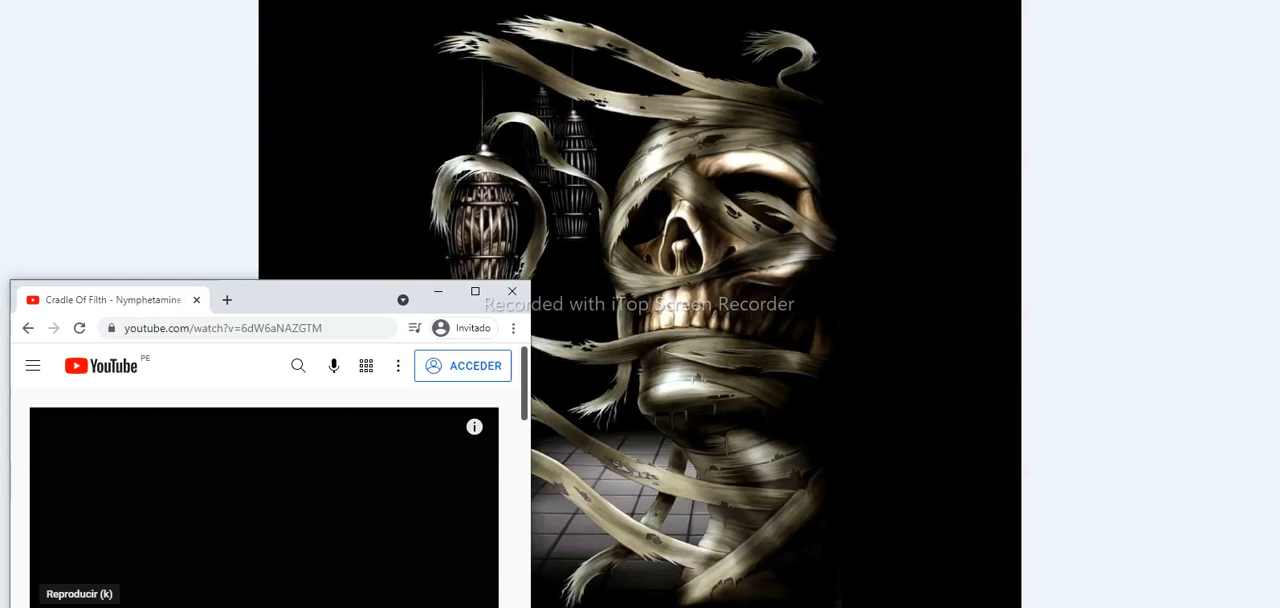 Cradle Of Filth - Nymphetamine
Recorded with iTop Screen Recorder
youtube.com/watch?v=6dW6aNAZGTM
Invitado
YouTube PE
ACCEDER
Reproducir (k)